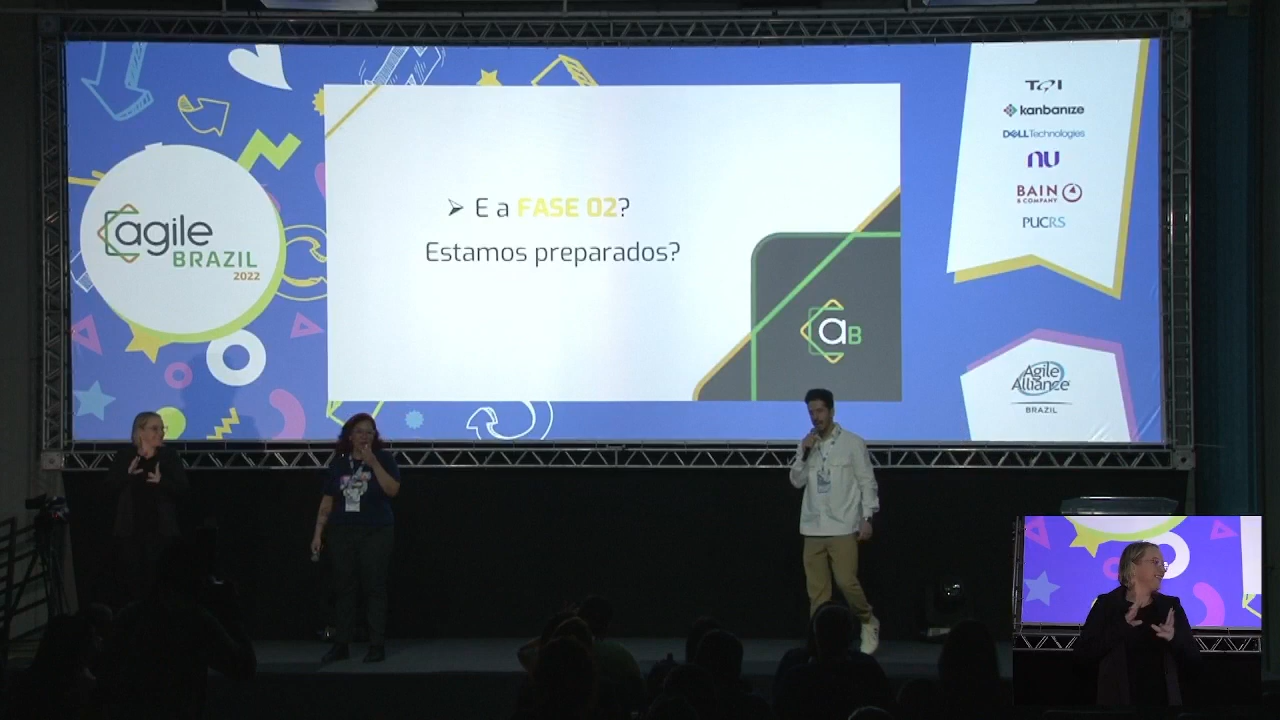 agile
BRAZIL
2022
➢ E a FASE 02?
Estamos preparados?
aB
TQI
kanbanize
DELL Technologies
nu
BAIN
& COMPANY
PUCRS
Agile
Alliance
BRAZIL